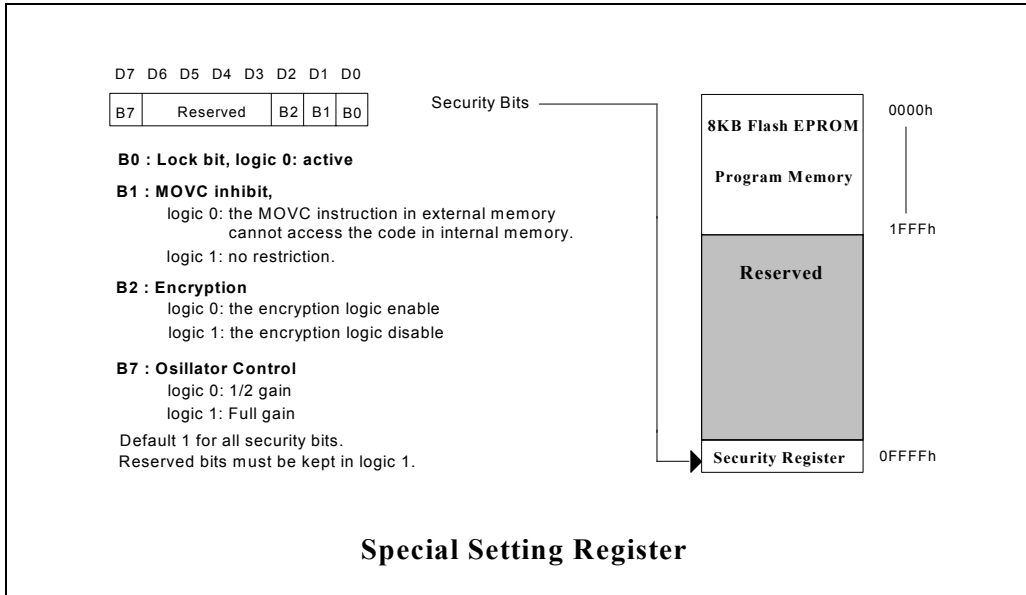 D7 D6 D5 D4 D3 D2 D1 D0
B7 Reserved B2 B1 B0
B0 : Lock bit, logic 0: active
B1 : MOVC inhibit,
logic 0: the MOVC instruction in external memory
cannot access the code in internal memory.
logic 1: no restriction.
B2 : Encryption
logic 0: the encryption logic enable
logic 1: the encryption logic disable
B7 : Osillator Control
logic 0: 1/2 gain
logic 1: Full gain
Default 1 for all security bits.
Reserved bits must be kept in logic 1.
Security Bits
8KB Flash EPROM
Program Memory
0000h
1FFFh
Reserved
Security Register
0FFFFh
Special Setting Register